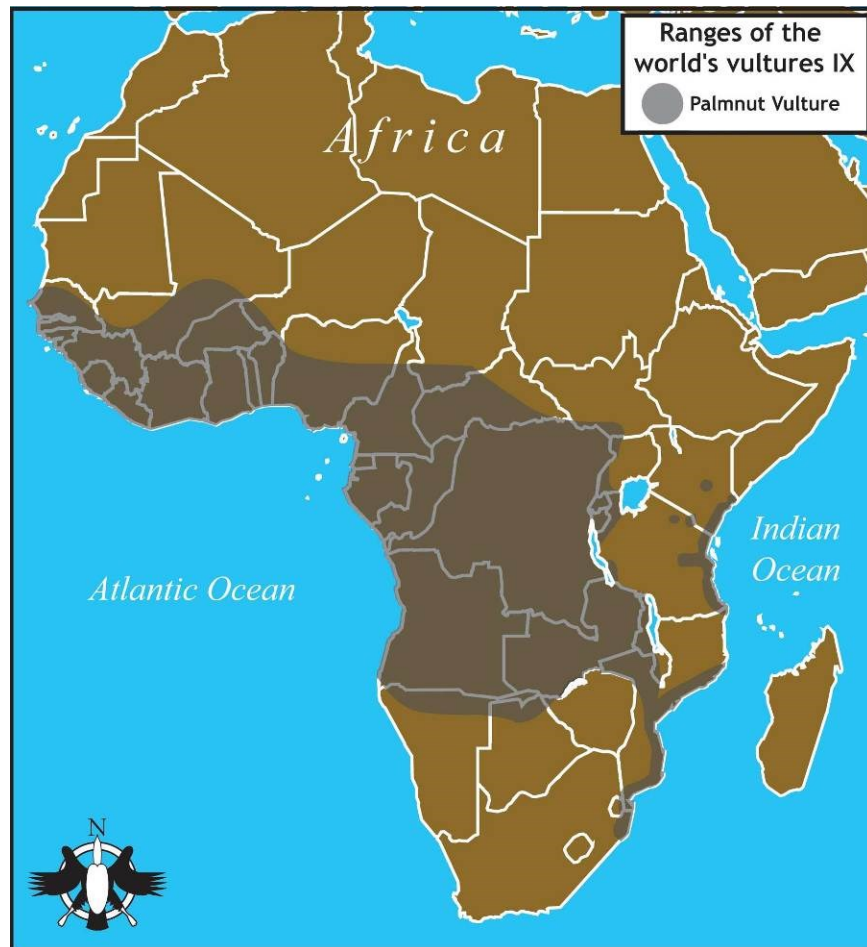 Ranges of the
world's vultures IX
Palmnut Vulture
Africa
Indian
Ocean
Atlantic Ocean
N